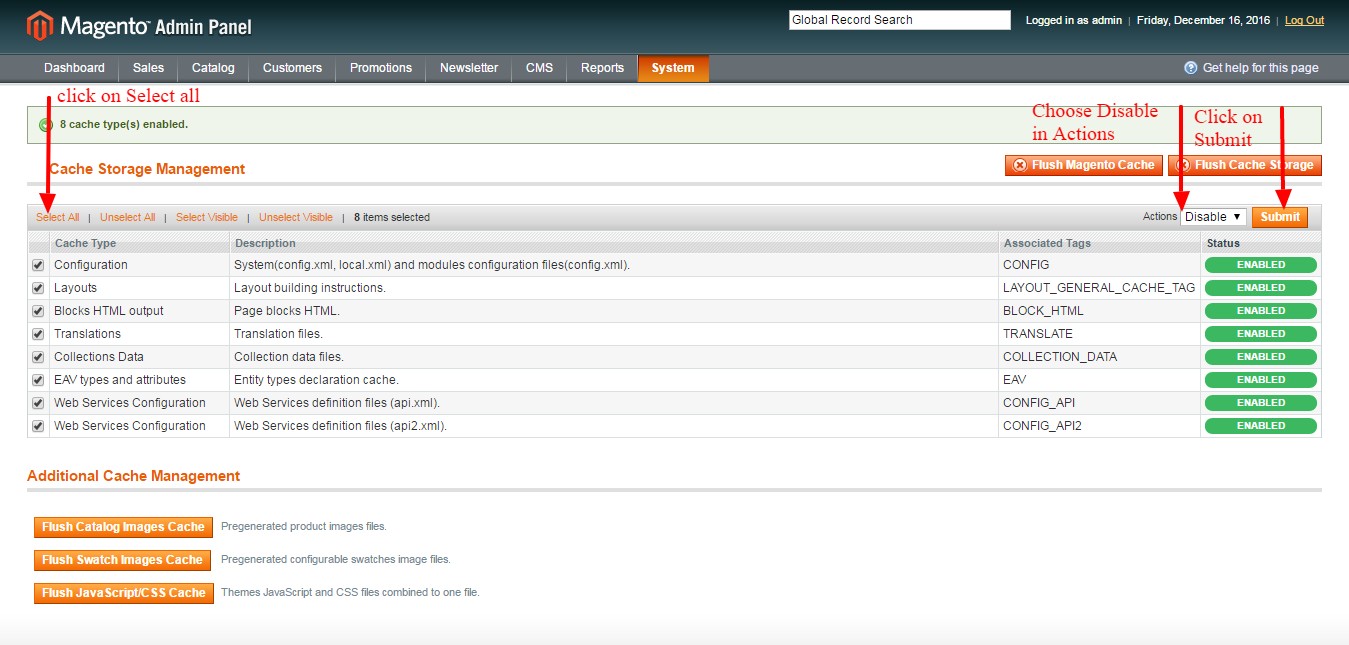 Magento™ Admin Panel
Global Record Search
Logged in as admin | Friday, December 16, 2016 | Log Out
Dashboard Sales Catalog Customers Promotions Newsletter CMS Reports System
Get help for this page
click on Select all
8 cache type(s) enabled.
Choose Disable
in Actions
Click on
Submit
Cache Storage Management
Flush Magento Cache
Flush Cache Storage
Select All | Unselect All | Select Visible | Unselect Visible | 8 items selected
Actions Disable Submit
Cache Type Description Associated Tags Status
Configuration System(config.xml, local.xml) and modules configuration files(config.xml). CONFIG ENABLED
Layouts Layout building instructions. LAYOUT_GENERAL_CACHE_TAG ENABLED
Blocks HTML output Page blocks HTML. BLOCK_HTML ENABLED
Translations Translation files. TRANSLATE ENABLED
Collections Data Collection data files. COLLECTION_DATA ENABLED
EAV types and attributes Entity types declaration cache. EAV ENABLED
Web Services Configuration Web Services definition files (api.xml). CONFIG_API ENABLED
Web Services Configuration Web Services definition files (api2.xml). CONFIG_API2 ENABLED
Additional Cache Management
Flush Catalog Images Cache Pregenerated product images files.
Flush Swatch Images Cache Pregenerated configurable swatches image files.
Flush JavaScript/CSS Cache Themes JavaScript and CSS files combined to one file.